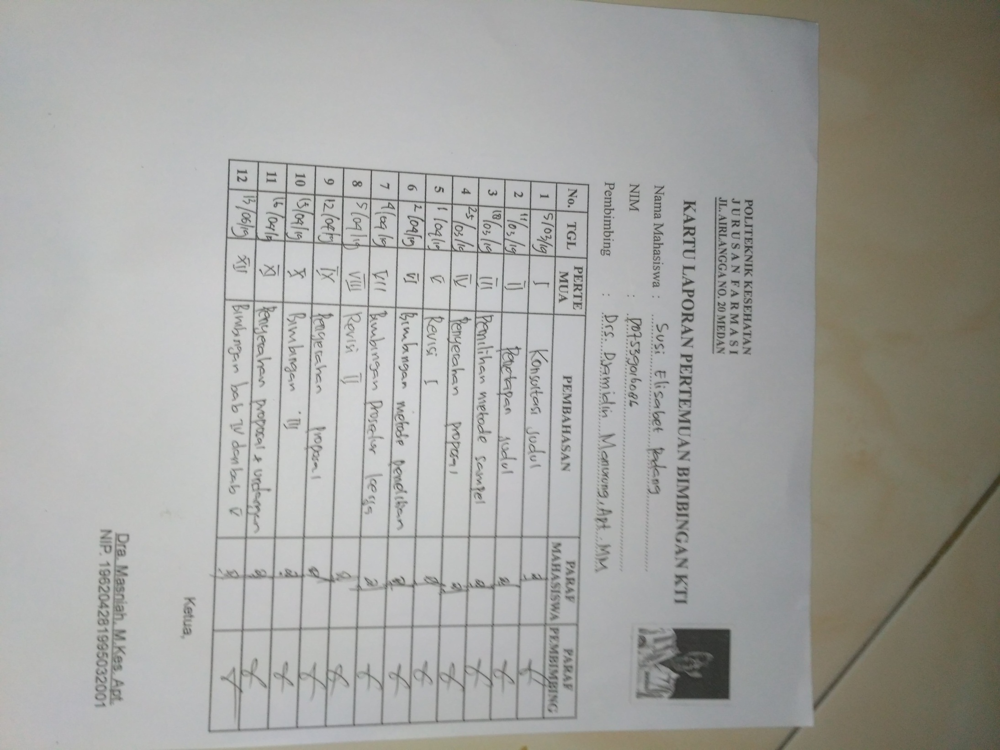 POLITEKNIK KESEHATAN
J U R U S A N F A R M A S I
JL. AIRLANGGA NO. 20 MEDAN
KARTU LAPORAN PERTEMUAN BIMBINGAN KTI
Nama Mahasiswa : Susi Elisabet Padang
NIM : P07539016086
Pembimbing : Drs. Djamidin Manurung, Apt. MM
No. TGL PERTE MUA PEMBAHASAN PARAF MAHASISWA PARAF PEMBIMBING
1 5/03/19 I Konsultasi Judul
2 11/03/19 II Penetapan Judul
3 18/03/19 III Pemilihan metode sampel
4 25/03/19 IV Penyerahan proposal
5 1/04/19 V Revisi I
6 2/04/19 VI Bimbingan metode penelitian
7 4/04/19 VII Bimbingan Prosedur kerja
8 5/04/19 VIII Revisi II
9 12/04/19 IX Penyerahan proposal
10 15/04/19 X Bimbingan III
11 16/04/19 XI Penyerahan proposal & undangan
12 13/06/19 XII Bimbingan bab IV dan bab V
Ketua,
Dra. Masniah, M.Kes, Apt.
NIP. 196204281995032001